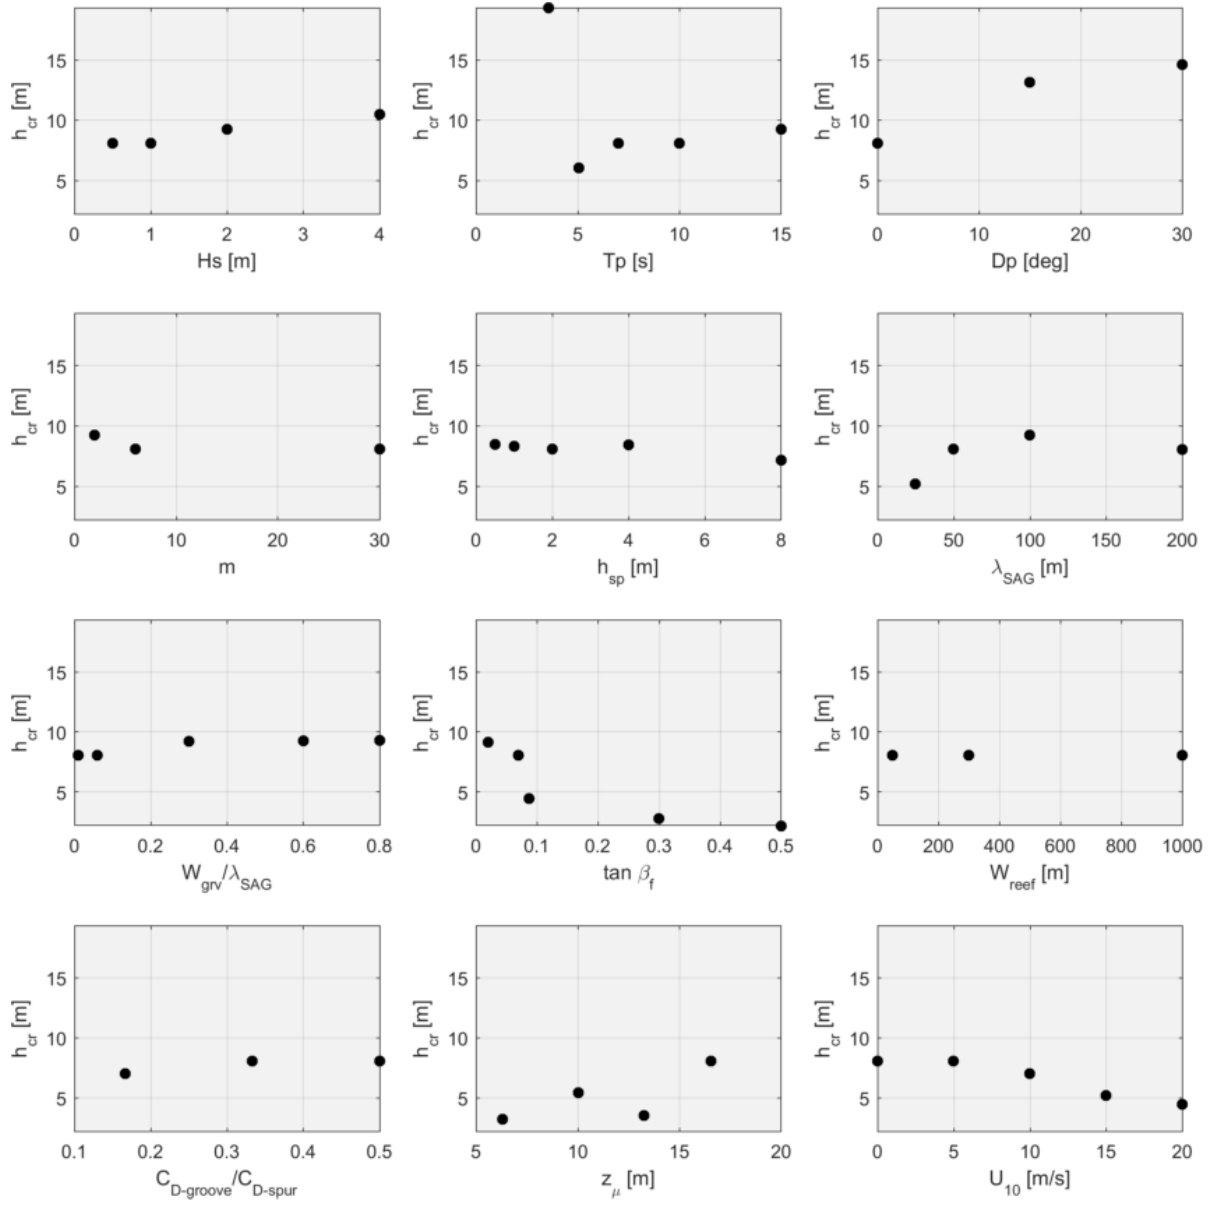 15
10
5
h_cr [m]
0 1 2 3 4
Hs [m]
15
10
5
h_cr [m]
0 5 10 15
Tp [s]
15
10
5
h_cr [m]
0 10 20 30
Dp [deg]
15
10
5
h_cr [m]
0 10 20 30
m
15
10
5
h_cr [m]
0 2 4 6 8
h_sp [m]
15
10
5
h_cr [m]
0 50 100 150 200
λ_SAG [m]
15
10
5
h_cr [m]
0 0.2 0.4 0.6 0.8
W_grv/λ_SAG
15
10
5
h_cr [m]
0 0.1 0.2 0.3 0.4 0.5
tan β_f
15
10
5
h_cr [m]
0 200 400 600 800 1000
W_reef [m]
15
10
5
h_cr [m]
0.1 0.2 0.3 0.4 0.5
C_D-groove/C_D-spur
15
10
5
h_cr [m]
5 10 15 20
z_μ [m]
15
10
5
h_cr [m]
0 5 10 15 20
U_10 [m/s]